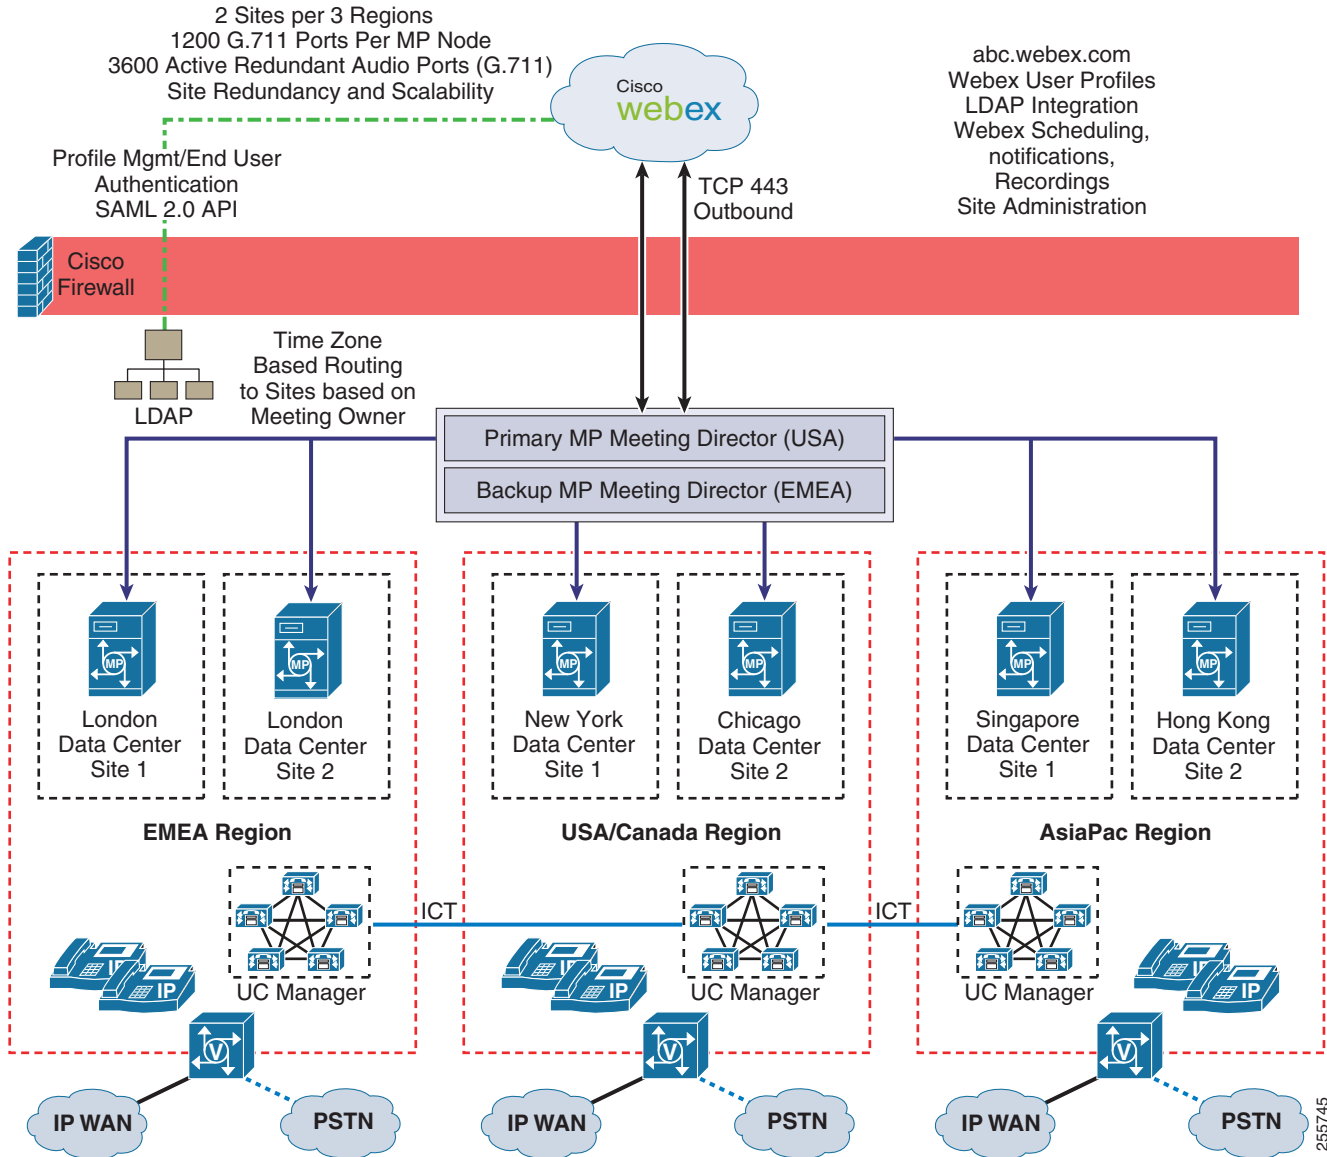 2 Sites per 3 Regions
1200 G.711 Ports Per MP Node
3600 Active Redundant Audio Ports (G.711)
Site Redundancy and Scalability
Cisco
webex
abc.webex.com
Webex User Profiles
LDAP Integration
Webex Scheduling,
notifications,
Recordings
Site Administration
Profile Mgmt/End User
Authentication
SAML 2.0 API
TCP 443
Outbound
Cisco
Firewall
LDAP
Time Zone
Based Routing
to Sites based on
Meeting Owner
Primary MP Meeting Director (USA)
Backup MP Meeting Director (EMEA)
MP
London
Data Center
Site 1
MP
London
Data Center
Site 2
MP
New York
Data Center
Site 1
MP
Chicago
Data Center
Site 2
MP
Singapore
Data Center
Site 1
MP
Hong Kong
Data Center
Site 2
EMEA Region
USA/Canada Region
AsiaPac Region
ICT
ICT
UC Manager
UC Manager
UC Manager
IP
IP
IP
IP
IP
IP
V
V
V
IP WAN
PSTN
IP WAN
PSTN
IP WAN
PSTN
255745